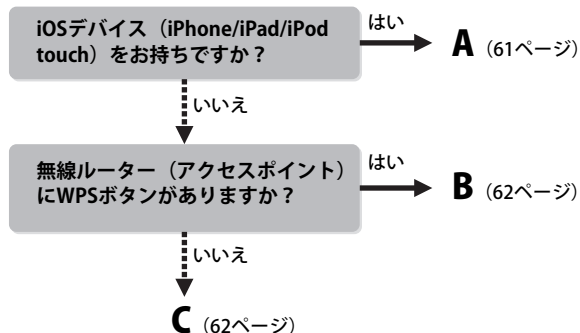 iOSデバイス（iPhone/iPad/iPod
touch）をお持ちですか？
はい
A（61ページ）
いいえ
無線ルーター（アクセスポイント）
にWPSボタンがありますか？
はい
B（62ページ）
いいえ
C（62ページ）